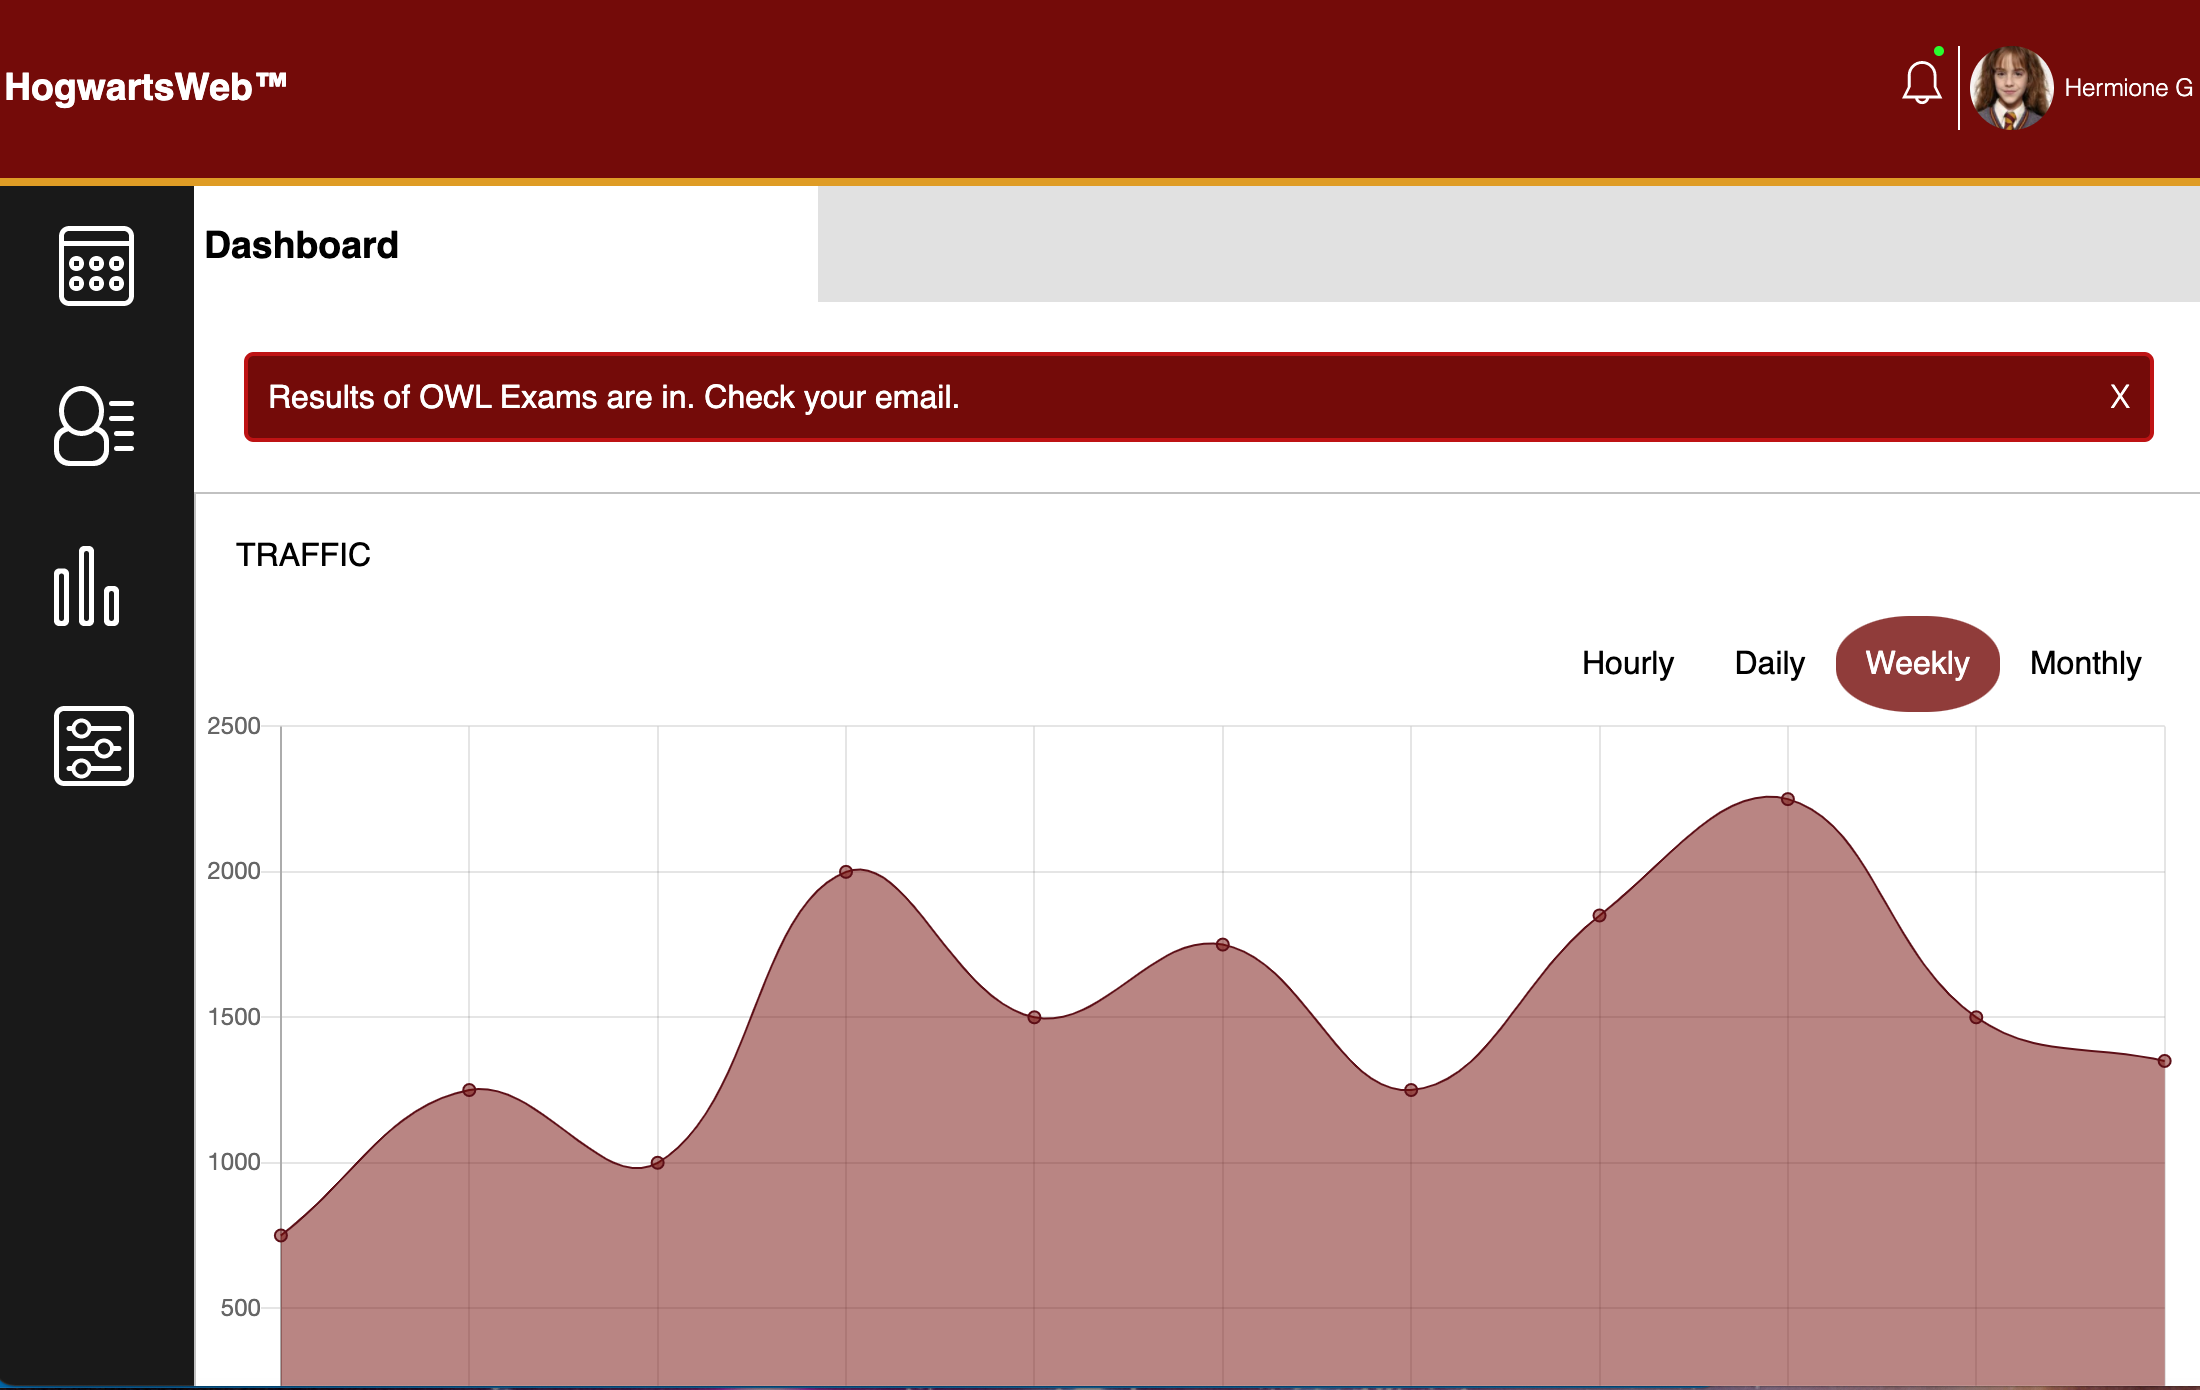 HogwartsWeb™
Hermione G
Dashboard
Results of OWL Exams are in. Check your email.
X
TRAFFIC
Hourly
Daily
Weekly
Monthly
2500
2000
1500
1000
500